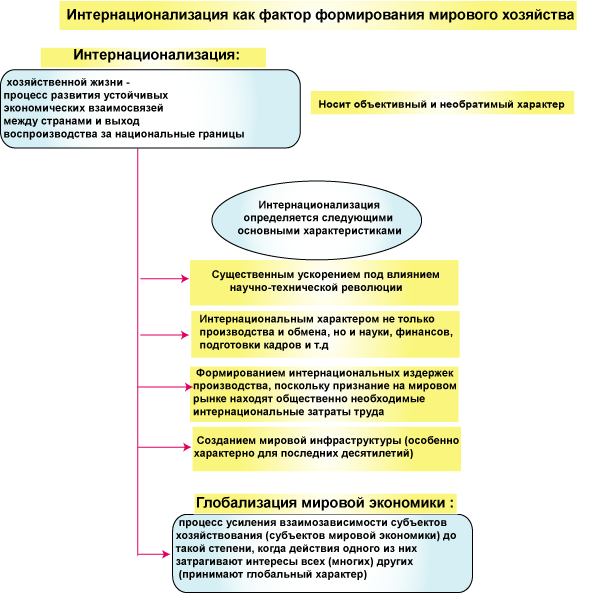 Интернационализация как фактор формирования мирового хозяйства
Интернационализация:
хозяйственной жизни -
процесс развития устойчивых
экономических взаимосвязей
между странами и выход
воспроизводства за национальные границы
Носит объективный и необратимый характер
Интернационализация
определяется следующими
основными характеристиками
Существенным ускорением под влиянием
научно-технической революции
Интернациональным характером не только
производства и обмена, но и науки, финансов,
подготовки кадров и т.д
Формированием интернациональных издержек
производства, поскольку признание на мировом
рынке находят общественно необходимые
интернациональные затраты труда
Созданием мировой инфраструктуры (особенно
характерно для последних десятилетий)
Глобализация мировой экономики :
процесс усиления взаимозависимости субъектов
хозяйствования (субъектов мировой экономики) до
такой степени, когда действия одного из них
затрагивают интересы всех (многих) других
(принимают глобальный характер)